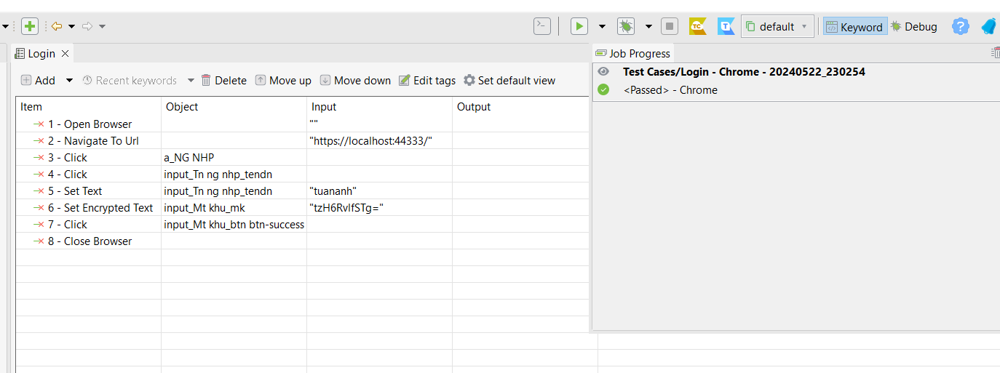 default Keyword Debug
Login
Job Progress
Add Recent keywords Delete Move up Move down Edit tags Set default view
Test Cases/Login - Chrome - 20240522_230254
<Passed> - Chrome
Item Object Input Output
1 - Open Browser ""
2 - Navigate To Url "https://localhost:44333/"
3 - Click a_NG NHP
4 - Click input_Tn ng nhp_tendn
5 - Set Text input_Tn ng nhp_tendn "tuananh"
6 - Set Encrypted Text input_Mt khu_mk "tzH6RvlfSTg="
7 - Click input_Mt khu_btn btn-success
8 - Close Browser